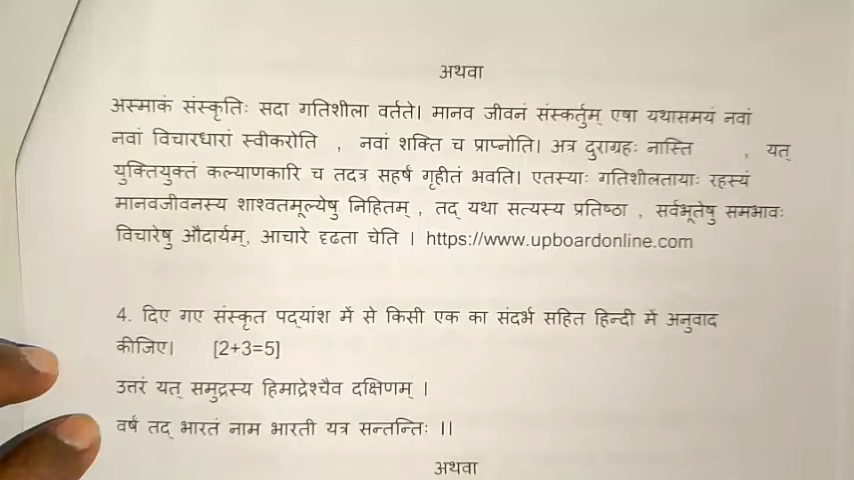 अथवा
अस्माकं संस्कृतिः सदा गतिशीला वर्तते। मानव जीवनं संस्कर्तुम् एषा यथासमयं नवां
नवां विचारधारां स्वीकरोति , नवां शक्ति च प्राप्नोति। अत्र दुराग्रहः नास्ति , यत्
युक्तियुक्तं कल्याणकारि च तदत्र सहर्षं गृहीतं भवति। एतस्याः गतिशीलतायाः रहस्यं
मानवजीवनस्य शाश्वतमूल्येषु निहितम् , तद् यथा सत्यस्य प्रतिष्ठा , सर्वभूतेषु समभावः
विचारेषु औदार्यम्, आचारे दृढता चेति । https://www.upboardonline.com
4. दिए गए संस्कृत पद्यांश में से किसी एक का संदर्भ सहित हिन्दी में अनुवाद
कीजिए। [2+3=5]
उत्तरं यत् समुद्रस्य हिमाद्रेश्चैव दक्षिणम् ।
वर्षं तद् भारतं नाम भारती यत्र सन्तन्तिः ।।
अथवा